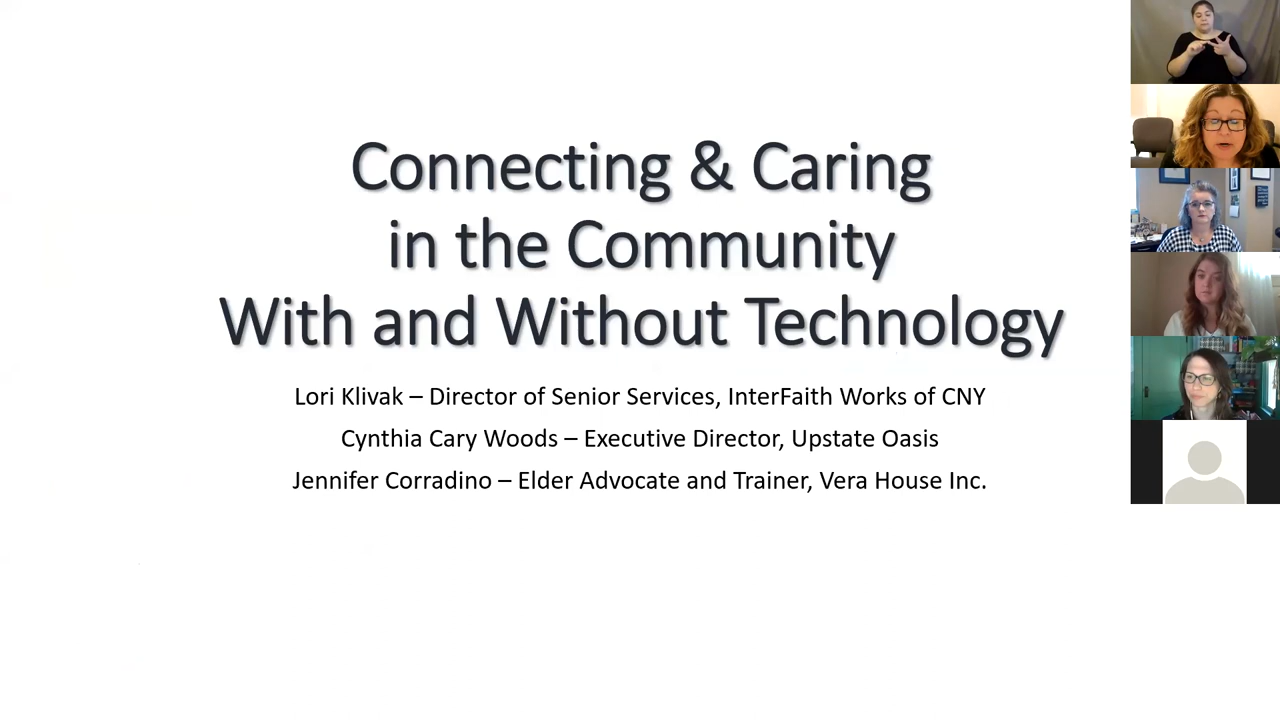 Connecting & Caring
in the Community
With and Without Technology
Lori Klivak – Director of Senior Services, InterFaith Works of CNY
Cynthia Cary Woods – Executive Director, Upstate Oasis
Jennifer Corradino – Elder Advocate and Trainer, Vera House Inc.